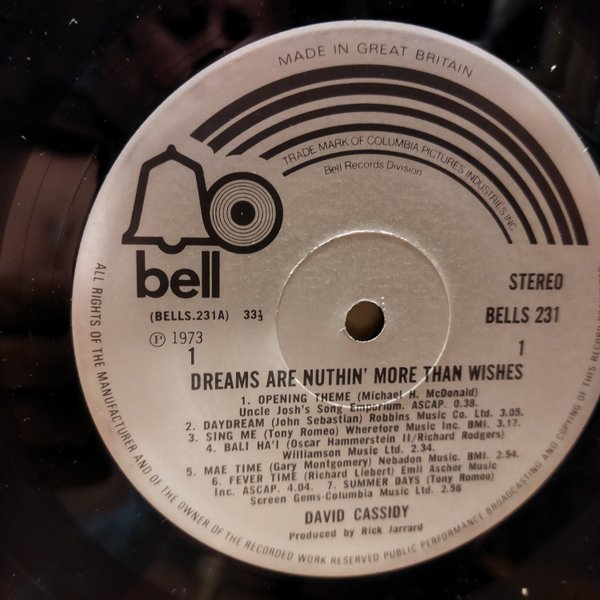 MADE IN GREAT BRITAIN
TRADE MARK OF COLUMBIA PICTURES INDUSTRIES INC
Bell Records Division
bell
STEREO
(BELLS.231A) 33⅓
BELLS 231
Ⓟ 1973
1
1
DREAMS ARE NUTHIN' MORE THAN WISHES
1. OPENING THEME (Michael H. McDonald)
Uncle Josh's Song Emporium. ASCAP. 0.38.
2. DAYDREAM (John Sebastian) Robbins Music Co. Ltd. 3.05.
3. SING ME (Tony Romeo) Wherefore Music Inc. BMI. 3.17.
4. BALI HA'I (Oscar Hammerstein II/Richard Rodgers)
Williamson Music Ltd. 2.34.
5. MAE TIME (Gary Montgomery) Nebadon Music. BMI. 2.54.
6. FEVER TIME (Richard Liebert) Emil Ascher Music
Inc. ASCAP. 4.04. 7. SUMMER DAYS (Tony Romeo)
Screen Gems-Columbia Music Ltd. 2.56
DAVID CASSIDY
Produced by Rick Jarrard
ALL RIGHTS OF THE MANUFACTURER AND OF THE OWNER OF THE RECORDED WORK RESERVED PUBLIC PERFORMANCE BROADCASTING AND COPYING OF THIS RECORD